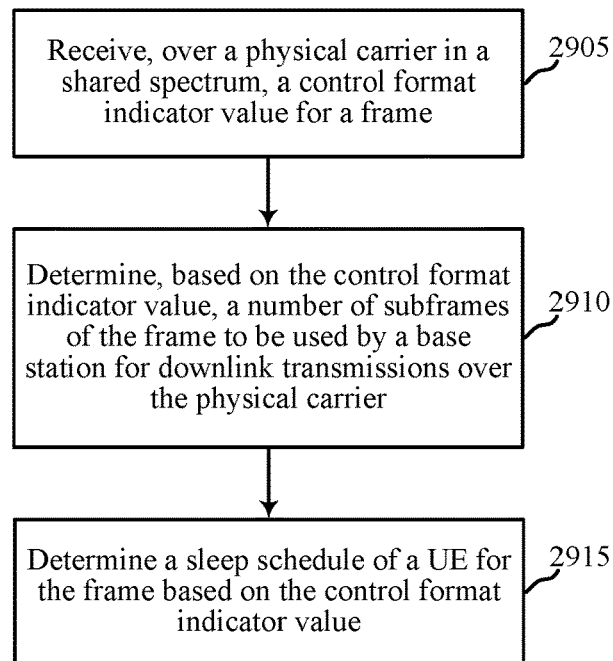 Receive, over a physical carrier in a
shared spectrum, a control format
indicator value for a frame
2905
Determine, based on the control format
indicator value, a number of subframes
of the frame to be used by a base
station for downlink transmissions over
the physical carrier
2910
Determine a sleep schedule of a UE for
the frame based on the control format
indicator value
2915